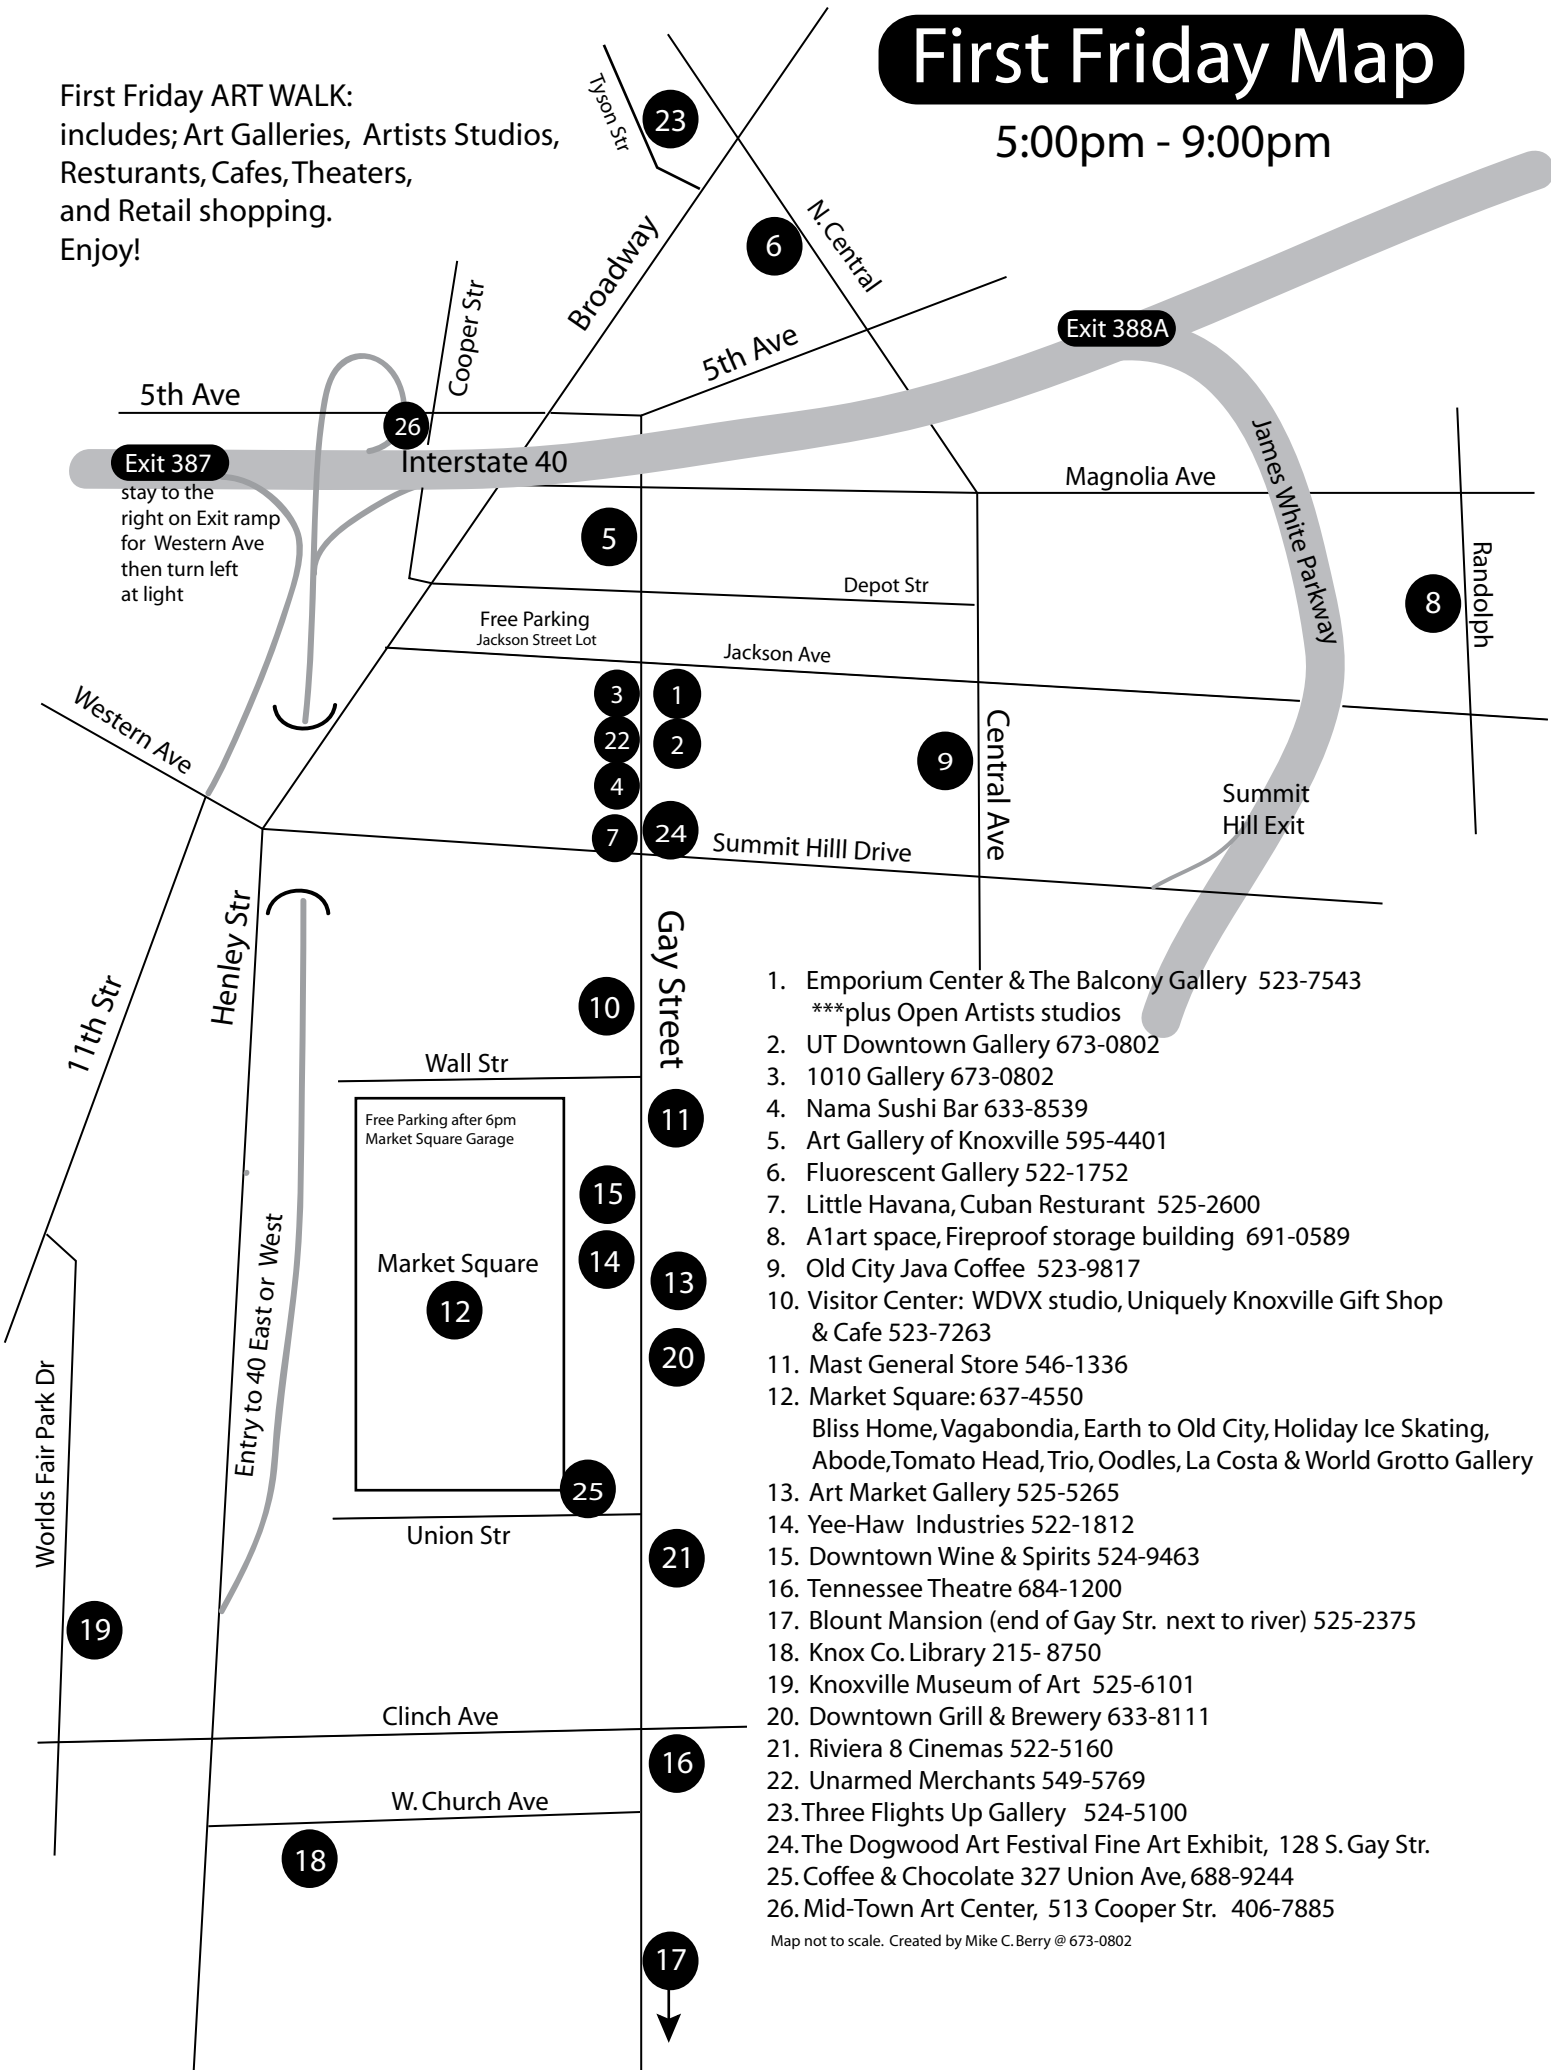 First Friday Map
5:00pm - 9:00pm
First Friday ART WALK:
includes; Art Galleries, Artists Studios,
Resturants, Cafes, Theaters,
and Retail shopping.
Enjoy!
Tyson Str
23
6
N. Central
Broadway
Cooper Str
5th Ave
Exit 388A
5th Ave
26
Exit 387
Interstate 40
stay to the
right on Exit ramp
for Western Ave
then turn left
at light
Magnolia Ave
James White Parkway
Randolph
5
8
Depot Str
Free Parking
Jackson Street Lot
Jackson Ave
3
1
22
2
4
7
24
9
Central Ave
Western Ave
Summit
Hill Exit
Summit Hilll Drive
Henley Str
11th Str
Gay Street
10
Wall Str
11
Free Parking after 6pm
Market Square Garage
15
14
13
Market Square
12
20
Entry to 40 East or West
Worlds Fair Park Dr
25
Union Str
21
19
Clinch Ave
16
W. Church Ave
18
17
1. Emporium Center & The Balcony Gallery 523-7543
***plus Open Artists studios
2. UT Downtown Gallery 673-0802
3. 1010 Gallery 673-0802
4. Nama Sushi Bar 633-8539
5. Art Gallery of Knoxville 595-4401
6. Fluorescent Gallery 522-1752
7. Little Havana, Cuban Resturant 525-2600
8. A1art space, Fireproof storage building 691-0589
9. Old City Java Coffee 523-9817
10. Visitor Center: WDVX studio, Uniquely Knoxville Gift Shop
& Cafe 523-7263
11. Mast General Store 546-1336
12. Market Square: 637-4550
Bliss Home, Vagabondia, Earth to Old City, Holiday Ice Skating,
Abode, Tomato Head, Trio, Oodles, La Costa & World Grotto Gallery
13. Art Market Gallery 525-5265
14. Yee-Haw Industries 522-1812
15. Downtown Wine & Spirits 524-9463
16. Tennessee Theatre 684-1200
17. Blount Mansion (end of Gay Str. next to river) 525-2375
18. Knox Co. Library 215- 8750
19. Knoxville Museum of Art 525-6101
20. Downtown Grill & Brewery 633-8111
21. Riviera 8 Cinemas 522-5160
22. Unarmed Merchants 549-5769
23. Three Flights Up Gallery 524-5100
24. The Dogwood Art Festival Fine Art Exhibit, 128 S. Gay Str.
25. Coffee & Chocolate 327 Union Ave, 688-9244
26. Mid-Town Art Center, 513 Cooper Str. 406-7885
Map not to scale. Created by Mike C. Berry @ 673-0802